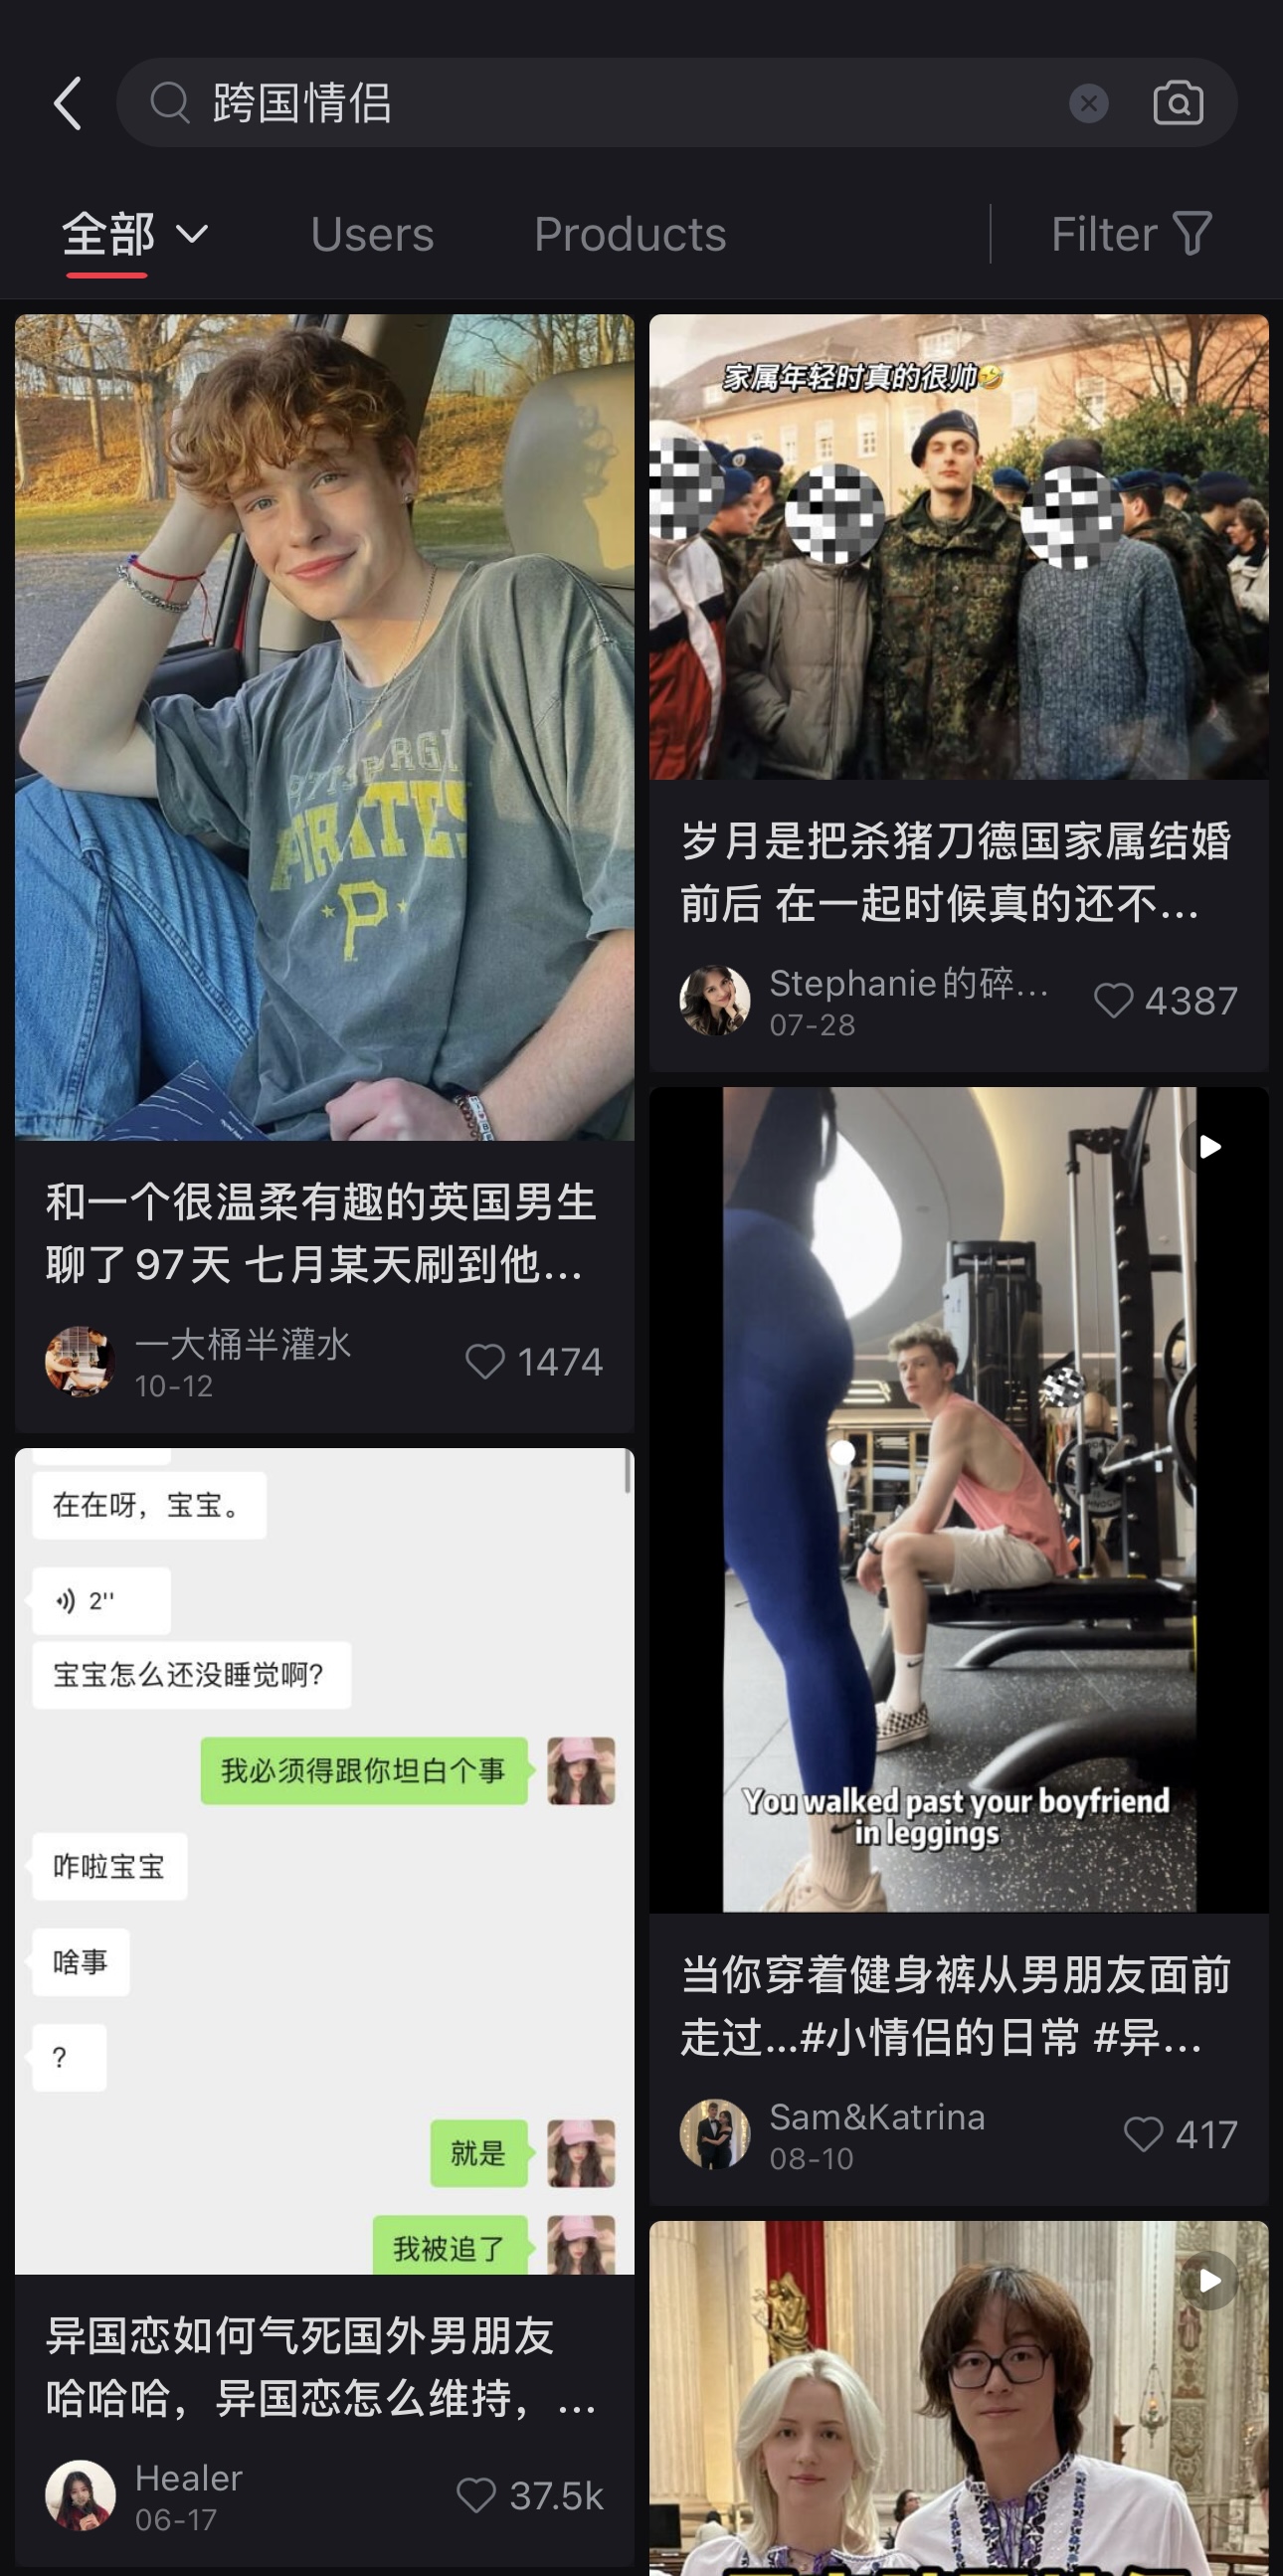 跨国情侣
全部 Users Products Filter
PITTSBURGH
PIRATES
P
和一个很温柔有趣的英国男生
聊了97天 七月某天刷到他...
一大桶半灌水
10-12
1474
在在呀，宝宝。
2''
宝宝怎么还没睡觉啊?
我必须得跟你坦白个事
咋啦宝宝
啥事
?
就是
我被追了
异国恋如何气死国外男朋友
哈哈哈，异国恋怎么维持，...
Healer
06-17
37.5k
家属年轻时真的很帅🤣
岁月是把杀猪刀德国家属结婚
前后 在一起时候真的还不...
Stephanie的碎...
07-28
4387
You walked past your boyfriend
in leggings
当你穿着健身裤从男朋友面前
走过...#小情侣的日常 #异...
Sam&Katrina
08-10
417